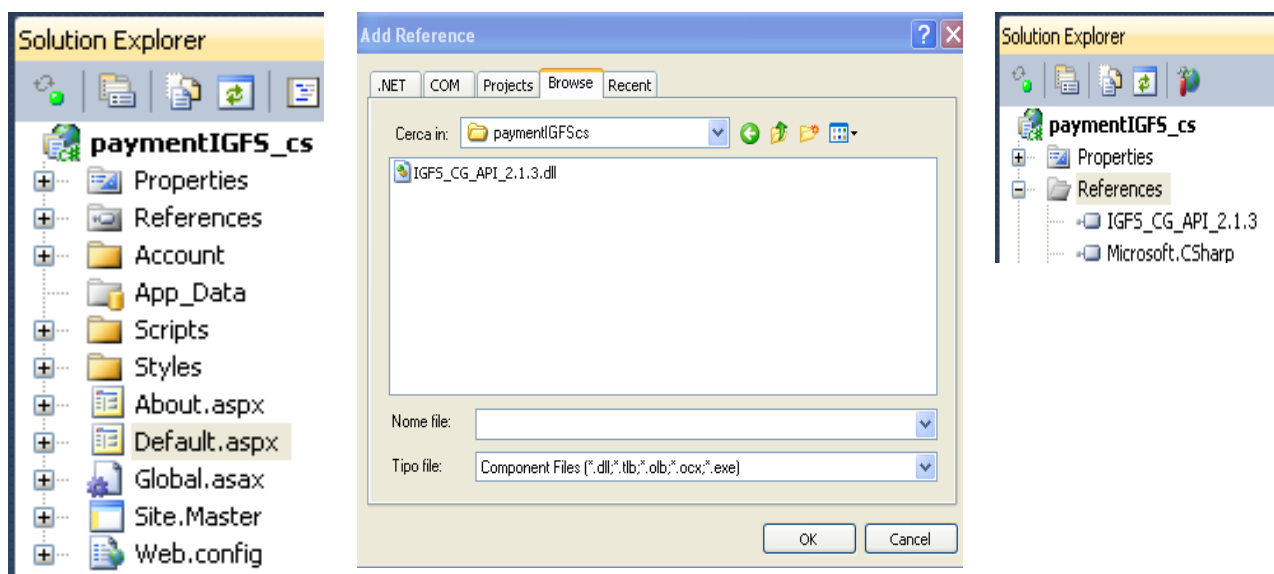 Solution Explorer
paymentIGFS_cs
Properties
References
Account
App_Data
Scripts
Styles
About.aspx
Default.aspx
Global.asax
Site.Master
Web.config
Add Reference
.NET COM Projects Browse Recent
Cerca in: paymentIGFScs
IGFS_CG_API_2.1.3.dll
Nome file:
Tipo file: Component Files (*.dll;*.tlb;*.olb;*.ocx;*.exe)
OK Cancel
Solution Explorer
paymentIGFS_cs
Properties
References
IGFS_CG_API_2.1.3
Microsoft.CSharp